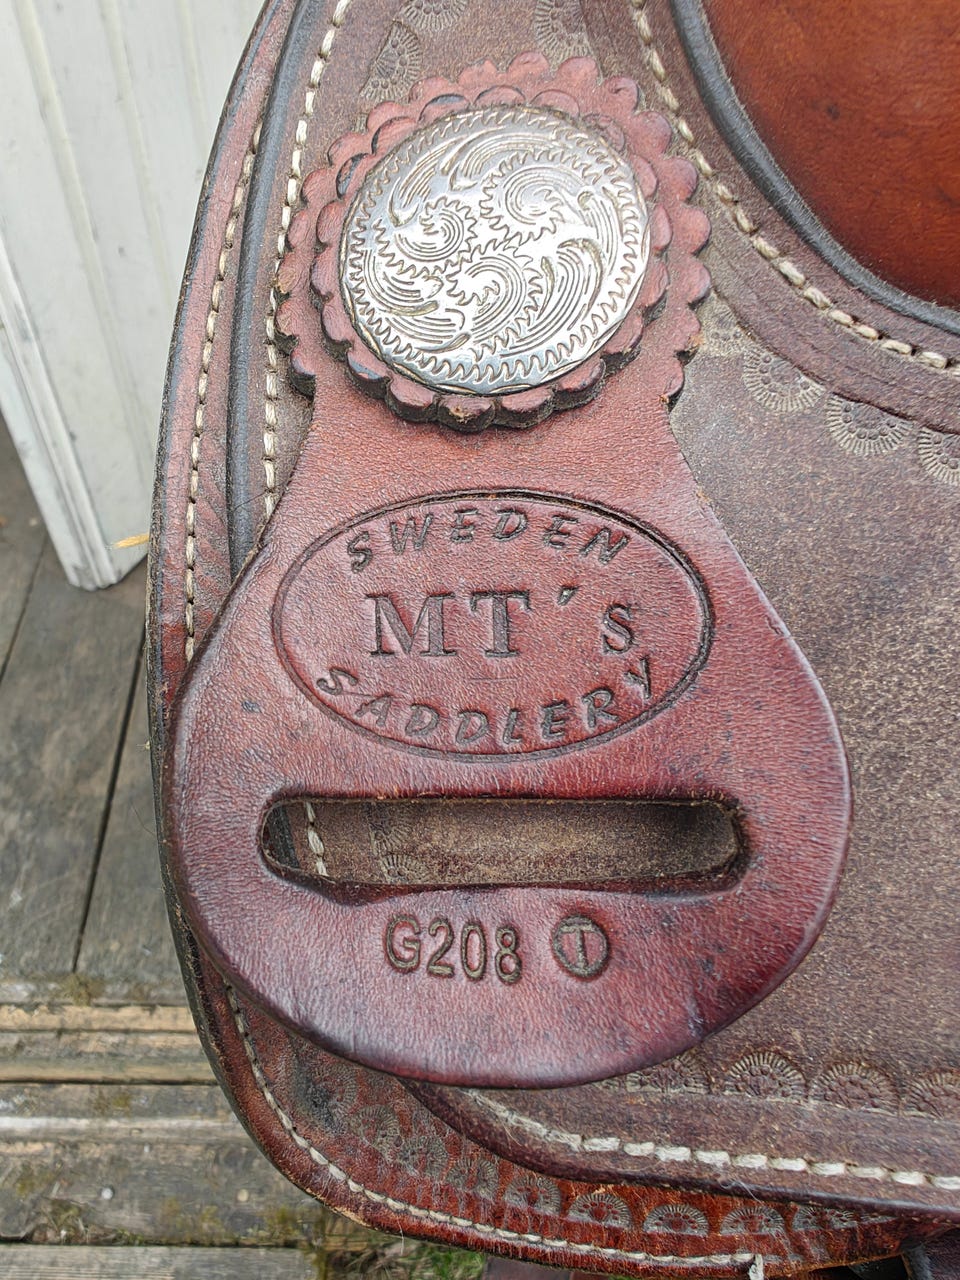 SWEDEN
MT's
SADDLERY
G208 T